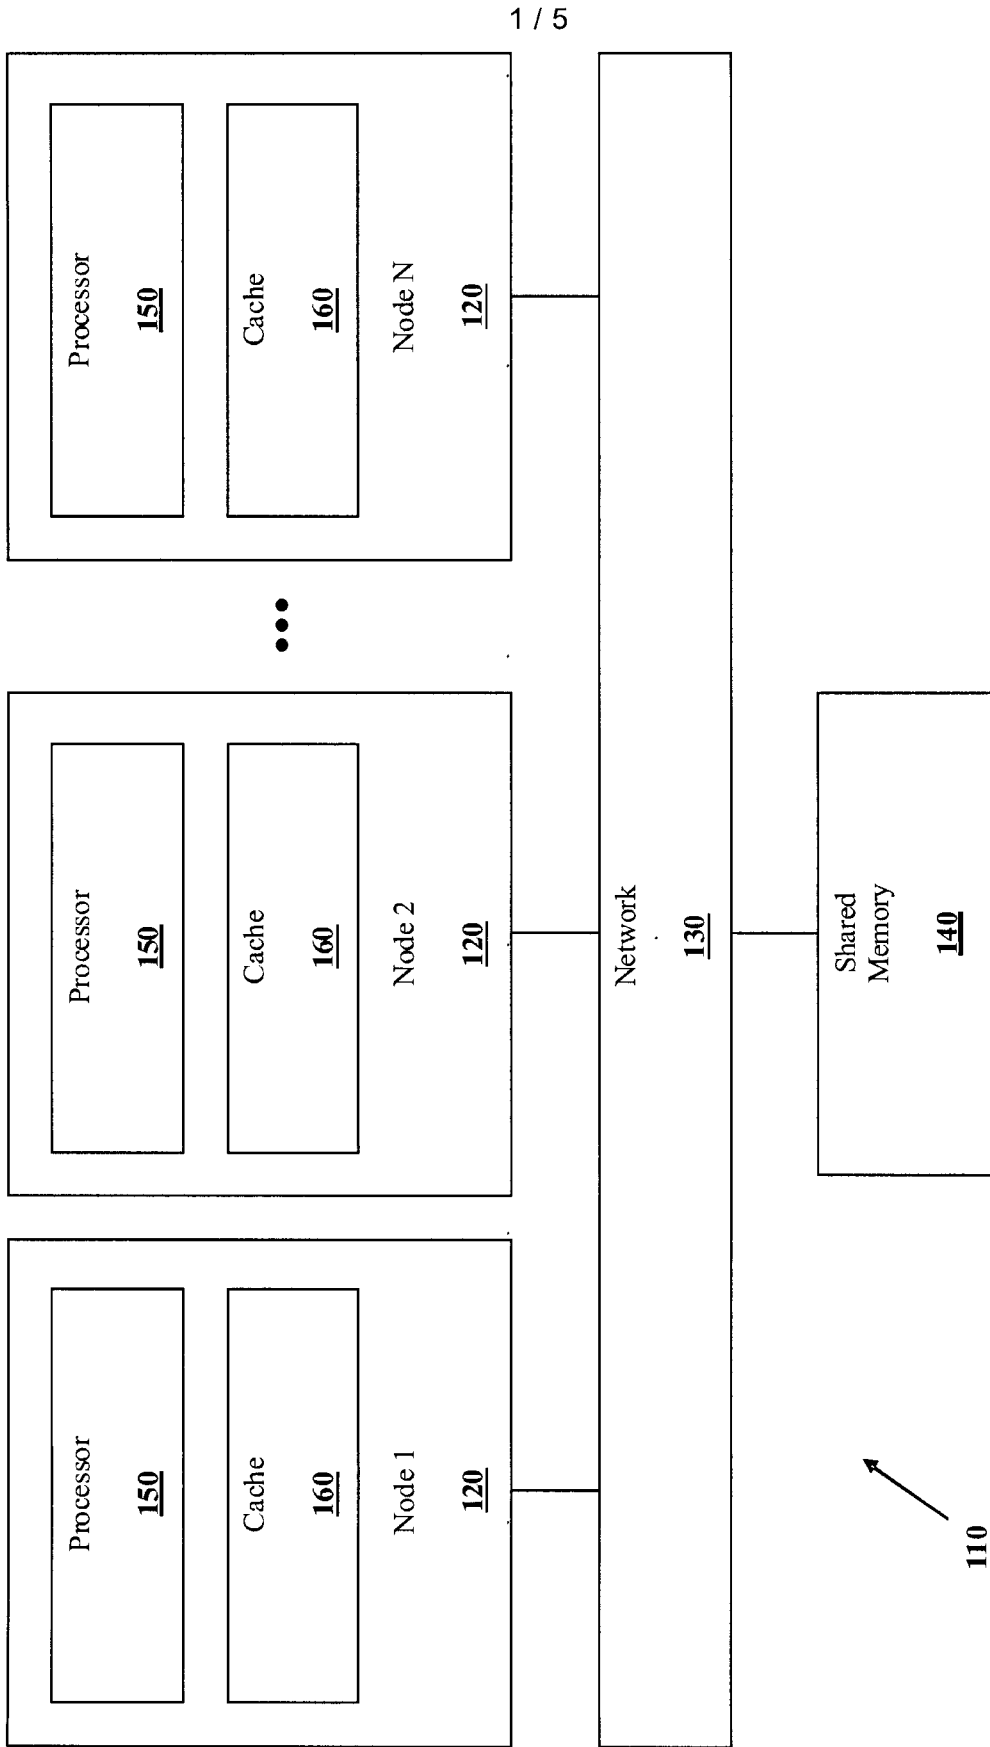 1 / 5
Processor
150
Cache
160
Node 1
120
Processor
150
Cache
160
Node 2
120
Processor
150
Cache
160
Node N
120
Network
130
Shared
Memory
140
110